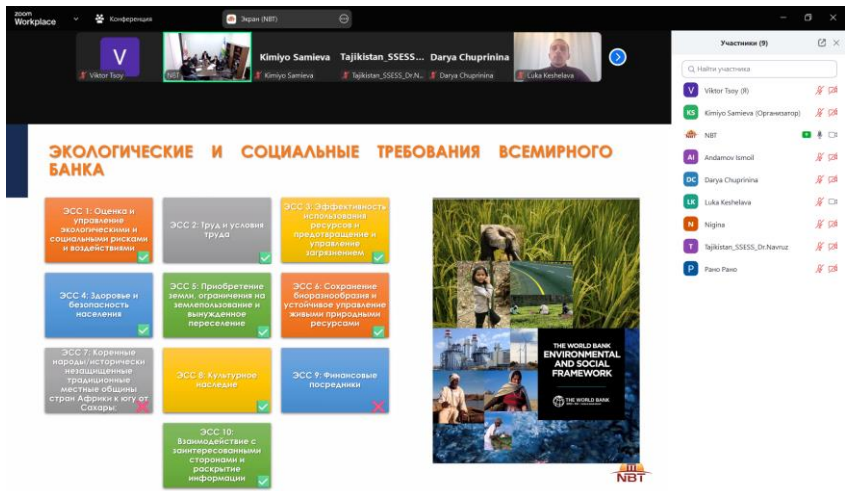 zoom
Workplace
Конференция
Экран (NBT)
V
Viktor Tsoy
NBT
Kimiyo Samieva
Kimiyo Samieva
Tajikistan_SSESS...
Tajikistan_SSESS_Dr.N...
Darya Chuprinina
Darya Chuprinina
Luka Keshelava
Участники (9)
Найти участника
V Viktor Tsoy (Я)
KS Kimiyo Samieva (Организатор)
NBT
AI Andamov Ismoil
DC Darya Chuprinina
LK Luka Keshelava
N Nigina
T Tajikistan_SSESS_Dr.Navruz
P Рано Рано
ЭКОЛОГИЧЕСКИЕ И СОЦИАЛЬНЫЕ ТРЕБОВАНИЯ ВСЕМИРНОГО
БАНКА
ЭСС 1: Оценка и
управление
экологическими и
социальными рисками
и воздействиями
ЭСС 2: Труд и условия
труда
ЭСС 3: Эффективность
использования
ресурсов и
предотвращение и
управление
загрязнением
ЭСС 4: Здоровье и
безопасность
населения
ЭСС 5: Приобретение
земли, ограничения на
землепользование и
вынужденное
переселение
ЭСС 6: Сохранение
биоразнообразия и
устойчивое управление
живыми природными
ресурсами
ЭСС 7: Коренные
народы/исторически
незащищенные
традиционные
местные общины
стран Африки к югу от
Сахары:
ЭСС 8: Культурное
наследие
ЭСС 9: Финансовые
посредники
ЭСС 10:
Взаимодействие с
заинтересованными
сторонами и
раскрытие
информации
THE WORLD BANK
ENVIRONMENTAL
AND SOCIAL
FRAMEWORK
THE WORLD BANK
NBT